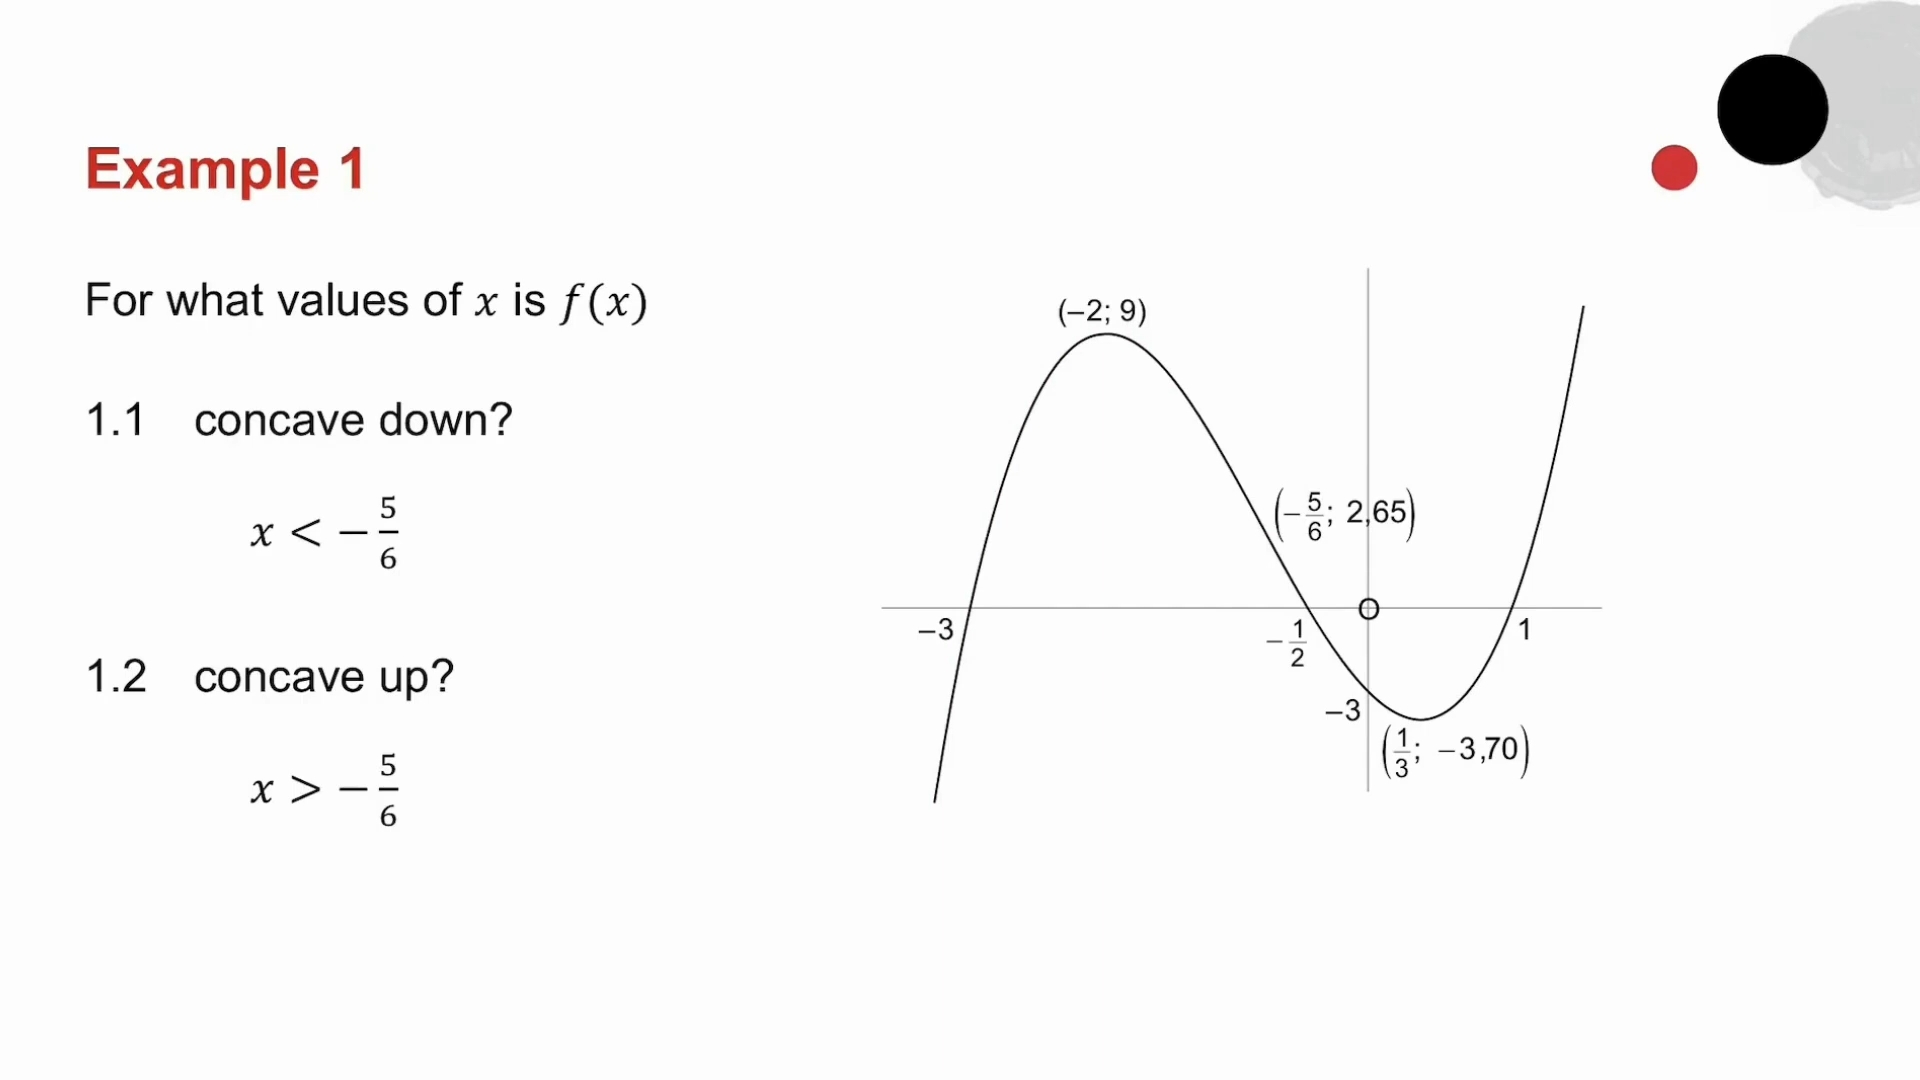 Example 1
For what values of x is f(x)
1.1 concave down?
x < −5/6
1.2 concave up?
x > −5/6
(–2; 9)
(−5/6; 2,65)
O
–3
−1/2
1
–3
(1/3; −3,70)